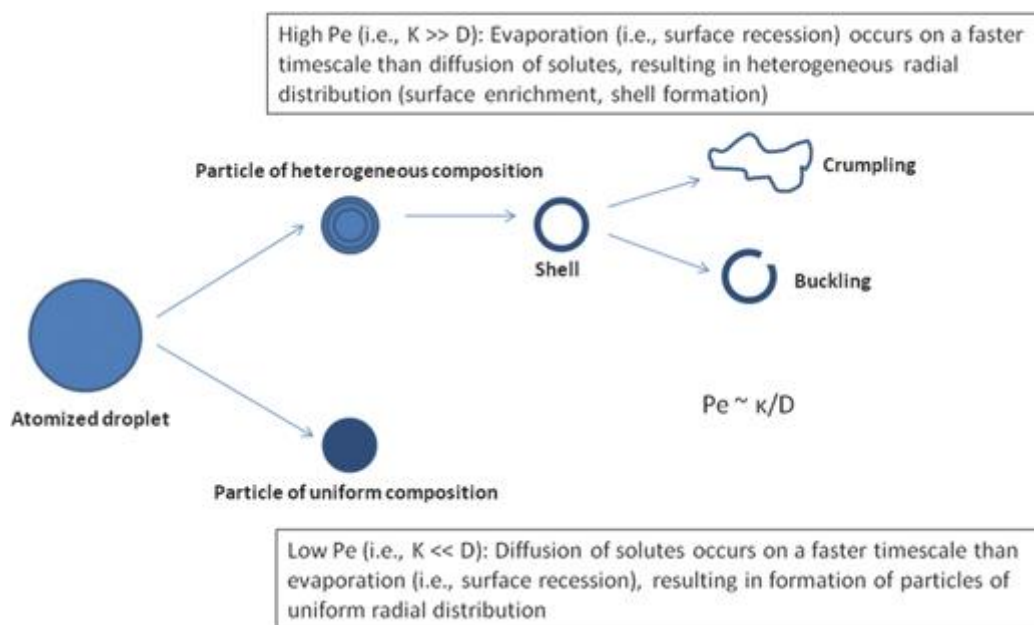 High Pe (i.e., K >> D): Evaporation (i.e., surface recession) occurs on a faster
timescale than diffusion of solutes, resulting in heterogeneous radial
distribution (surface enrichment, shell formation)
Particle of heterogeneous composition
Crumpling
Shell
Buckling
Atomized droplet
Pe ~ κ/D
Particle of uniform composition
Low Pe (i.e., K << D): Diffusion of solutes occurs on a faster timescale than
evaporation (i.e., surface recession), resulting in formation of particles of
uniform radial distribution